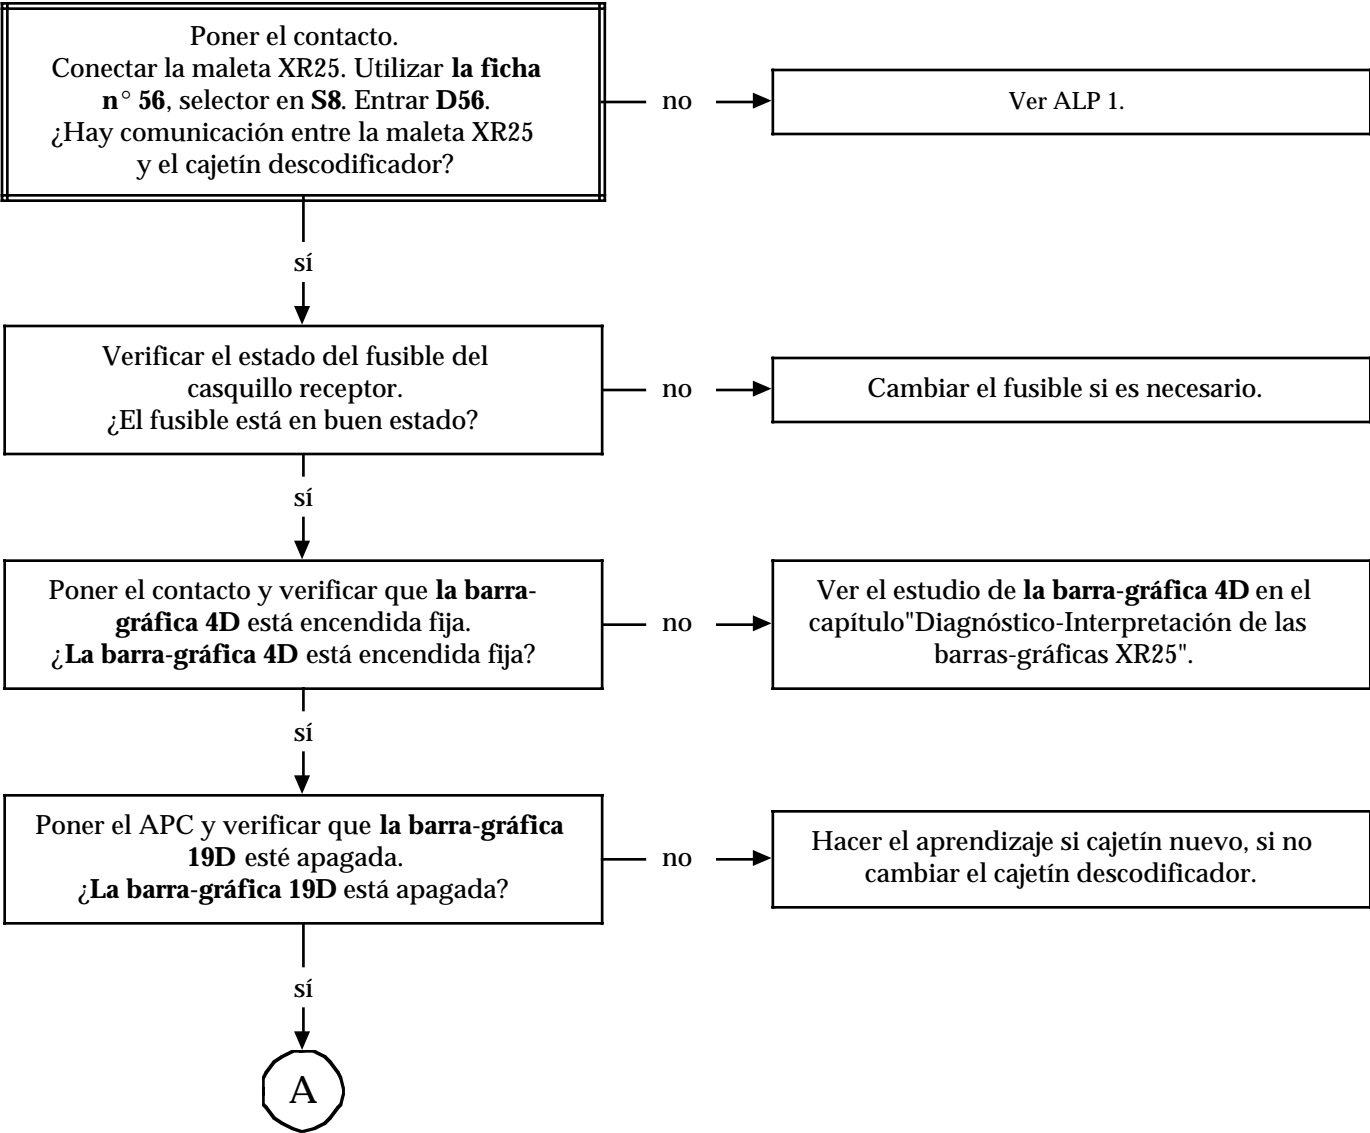 Poner el contacto.
Conectar la maleta XR25. Utilizar la ficha
n° 56, selector en S8. Entrar D56.
¿Hay comunicación entre la maleta XR25
y el cajetín descodificador?
no
Ver ALP 1.
sí
Verificar el estado del fusible del
casquillo receptor.
¿El fusible está en buen estado?
no
Cambiar el fusible si es necesario.
sí
Poner el contacto y verificar que la barra-
gráfica 4D está encendida fija.
¿La barra-gráfica 4D está encendida fija?
no
Ver el estudio de la barra-gráfica 4D en el
capítulo"Diagnóstico-Interpretación de las
barras-gráficas XR25".
sí
Poner el APC y verificar que la barra-gráfica
19D esté apagada.
¿La barra-gráfica 19D está apagada?
no
Hacer el aprendizaje si cajetín nuevo, si no
cambiar el cajetín descodificador.
sí
A